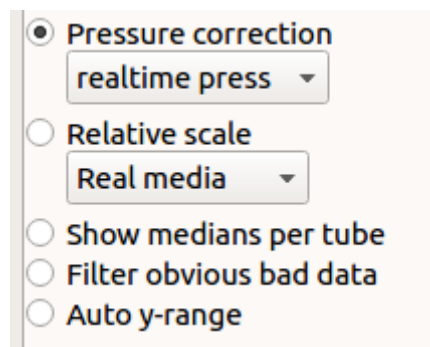 Pressure correction
realtime press
Relative scale
Real media
Show medians per tube
Filter obvious bad data
Auto y-range